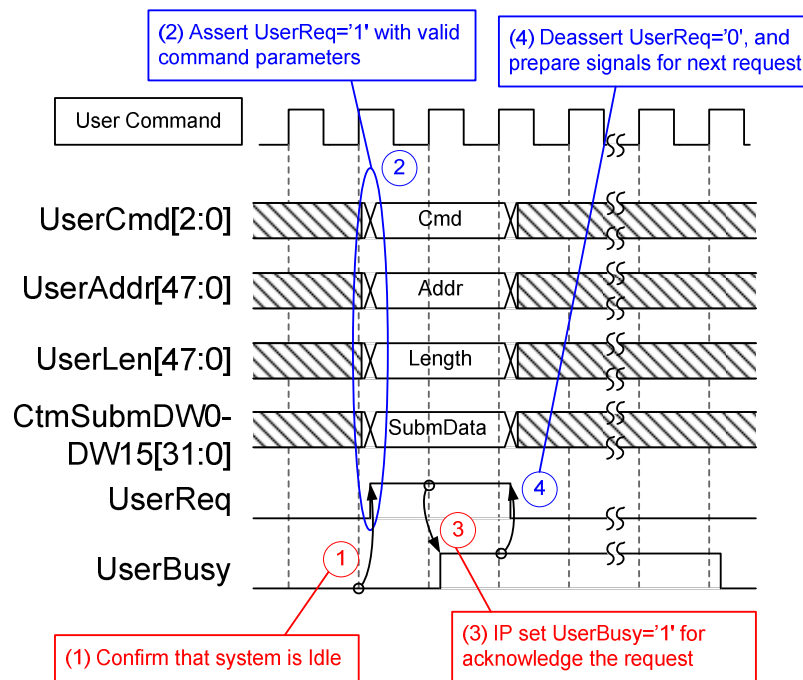 (2) Assert UserReq='1' with valid
command parameters
(4) Deassert UserReq='0', and
prepare signals for next request
User Command
2
UserCmd[2:0]
Cmd
UserAddr[47:0]
Addr
UserLen[47:0]
Length
CtmSubmDW0-
DW15[31:0]
SubmData
UserReq
4
3
1
UserBusy
(1) Confirm that system is Idle
(3) IP set UserBusy='1' for
acknowledge the request